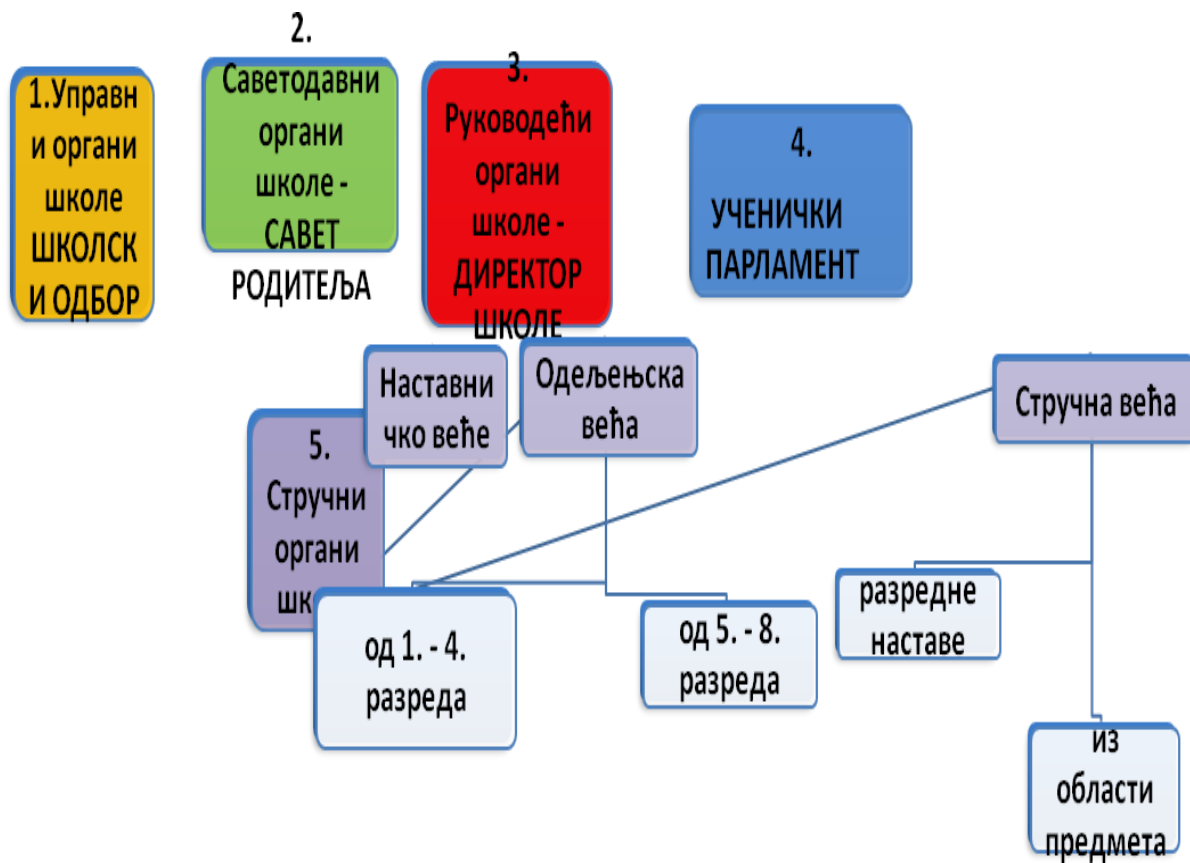 1.Управн
и органи
школе
ШКОЛСК
И ОДБОР
2.
Саветодавни
органи
школе -
САВЕТ
РОДИТЕЉА
3.
Руководећи
органи
школе -
ДИРЕКТОР
ШКОЛЕ
4.
УЧЕНИЧКИ
ПАРЛАМЕНТ
5.
Стручни
органи
шк
Наставни
чко веће
Одељењска
већа
Стручна већа
од 1. - 4.
разреда
од 5. - 8.
разреда
разредне
наставе
из
области
предмета